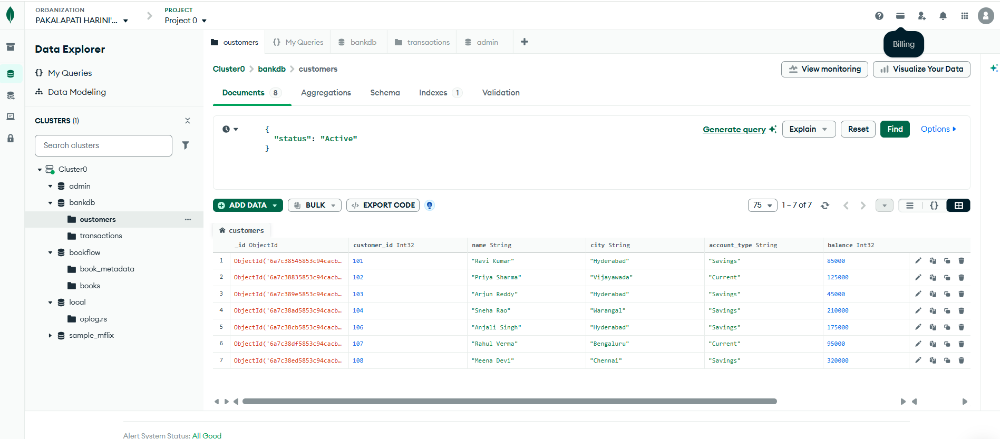 ORGANIZATION
PAKALAPATI HARINI'...
PROJECT
Project 0
Billing
Data Explorer
My Queries
Data Modeling
CLUSTERS (1)
Search clusters
Cluster0
admin
bankdb
customers
transactions
bookflow
book_metadata
books
local
oplog.rs
sample_mflix
customers {} My Queries bankdb transactions admin +
Cluster0 > bankdb > customers
View monitoring Visualize Your Data
Documents 8 Aggregations Schema Indexes 1 Validation
{
"status": "Active"
}
Generate query Explain Reset Find Options
ADD DATA BULK </> EXPORT CODE
75 1 – 7 of 7 {}
customers
_id ObjectId customer_id Int32 name String city String account_type String balance Int32
1 ObjectId('6a7c38545853c94cacb… 101 "Ravi Kumar" "Hyderabad" "Savings" 85000
2 ObjectId('6a7c38835853c94cacb… 102 "Priya Sharma" "Vijayawada" "Current" 125000
3 ObjectId('6a7c389e5853c94cacb… 103 "Arjun Reddy" "Hyderabad" "Savings" 45000
4 ObjectId('6a7c38ad5853c94cacb… 104 "Sneha Rao" "Warangal" "Savings" 210000
5 ObjectId('6a7c38cb5853c94cacb… 106 "Anjali Singh" "Hyderabad" "Savings" 175000
6 ObjectId('6a7c38df5853c94cacb… 107 "Rahul Verma" "Bengaluru" "Current" 95000
7 ObjectId('6a7c38ed5853c94cacb… 108 "Meena Devi" "Chennai" "Savings" 320000
Alert System Status: All Good